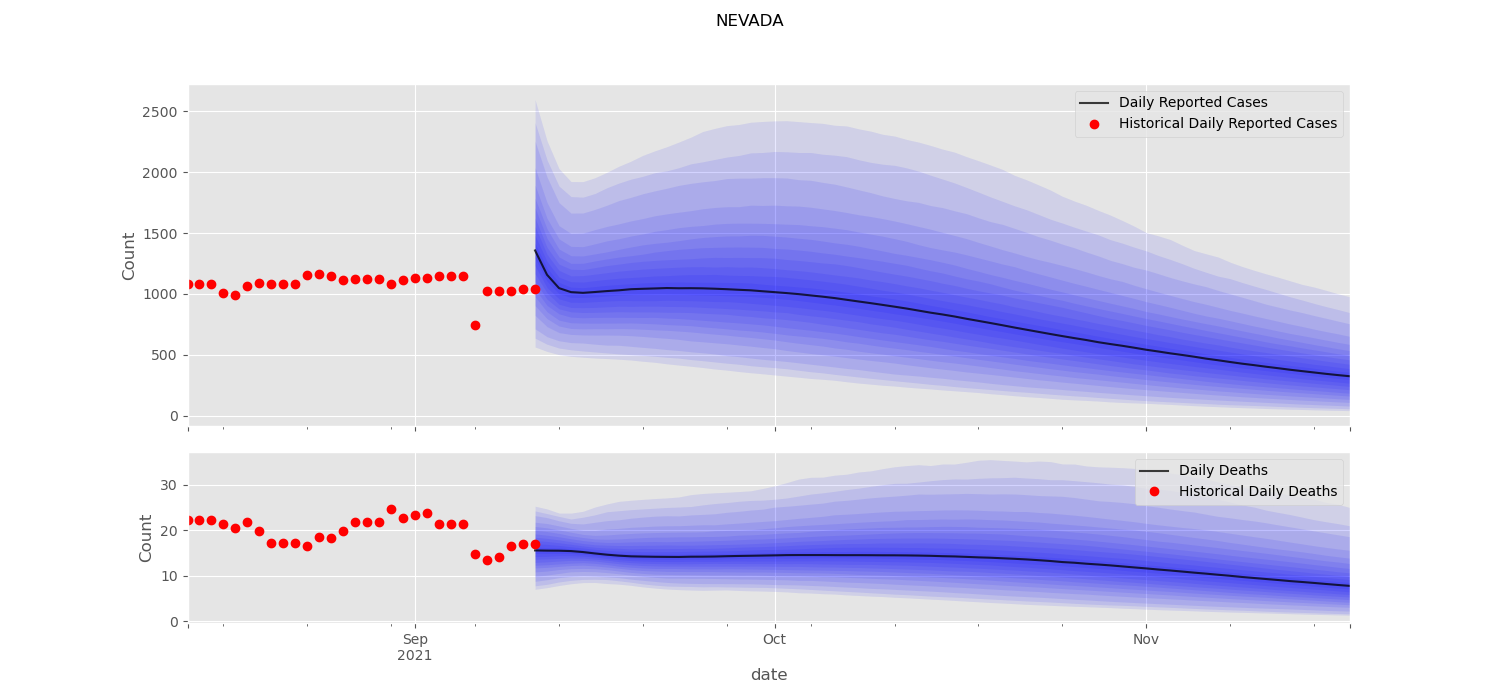 NEVADA
2500
2000
1500
1000
500
0
Count
Daily Reported Cases
Historical Daily Reported Cases
30
20
10
0
Count
Daily Deaths
Historical Daily Deaths
Sep
2021
Oct
Nov
date